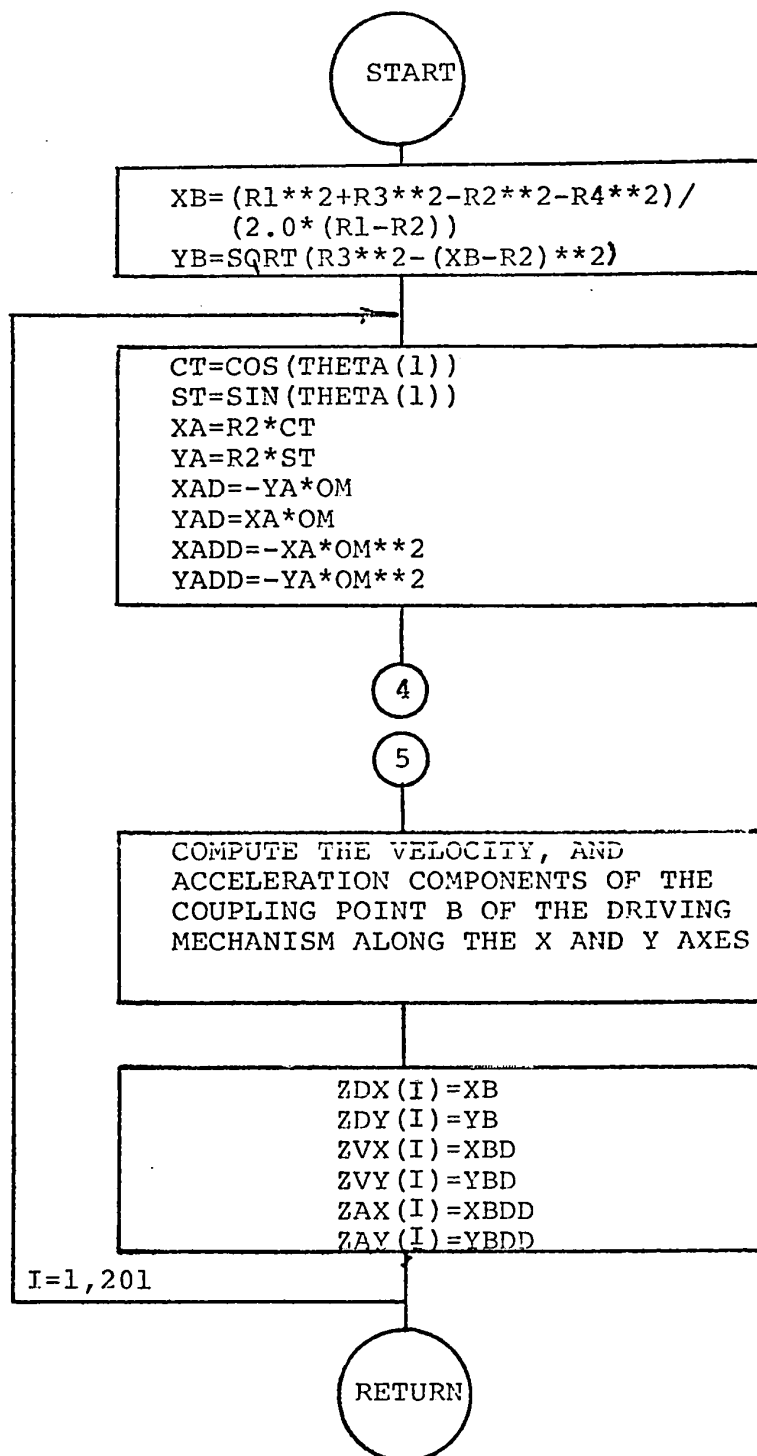 START
XB=(R1**2+R3**2-R2**2-R4**2)/
(2.0*(R1-R2))
YB=SQRT(R3**2-(XB-R2)**2)
CT=COS(THETA(1))
ST=SIN(THETA(1))
XA=R2*CT
YA=R2*ST
XAD=-YA*OM
YAD=XA*OM
XADD=-XA*OM**2
YADD=-YA*OM**2
4
5
COMPUTE THE VELOCITY, AND
ACCELERATION COMPONENTS OF THE
COUPLING POINT B OF THE DRIVING
MECHANISM ALONG THE X AND Y AXES
ZDX(I)=XB
ZDY(I)=YB
ZVX(I)=XBD
ZVY(I)=YBD
ZAX(I)=XBDD
ZAY(I)=YBDD
I=1,201
RETURN